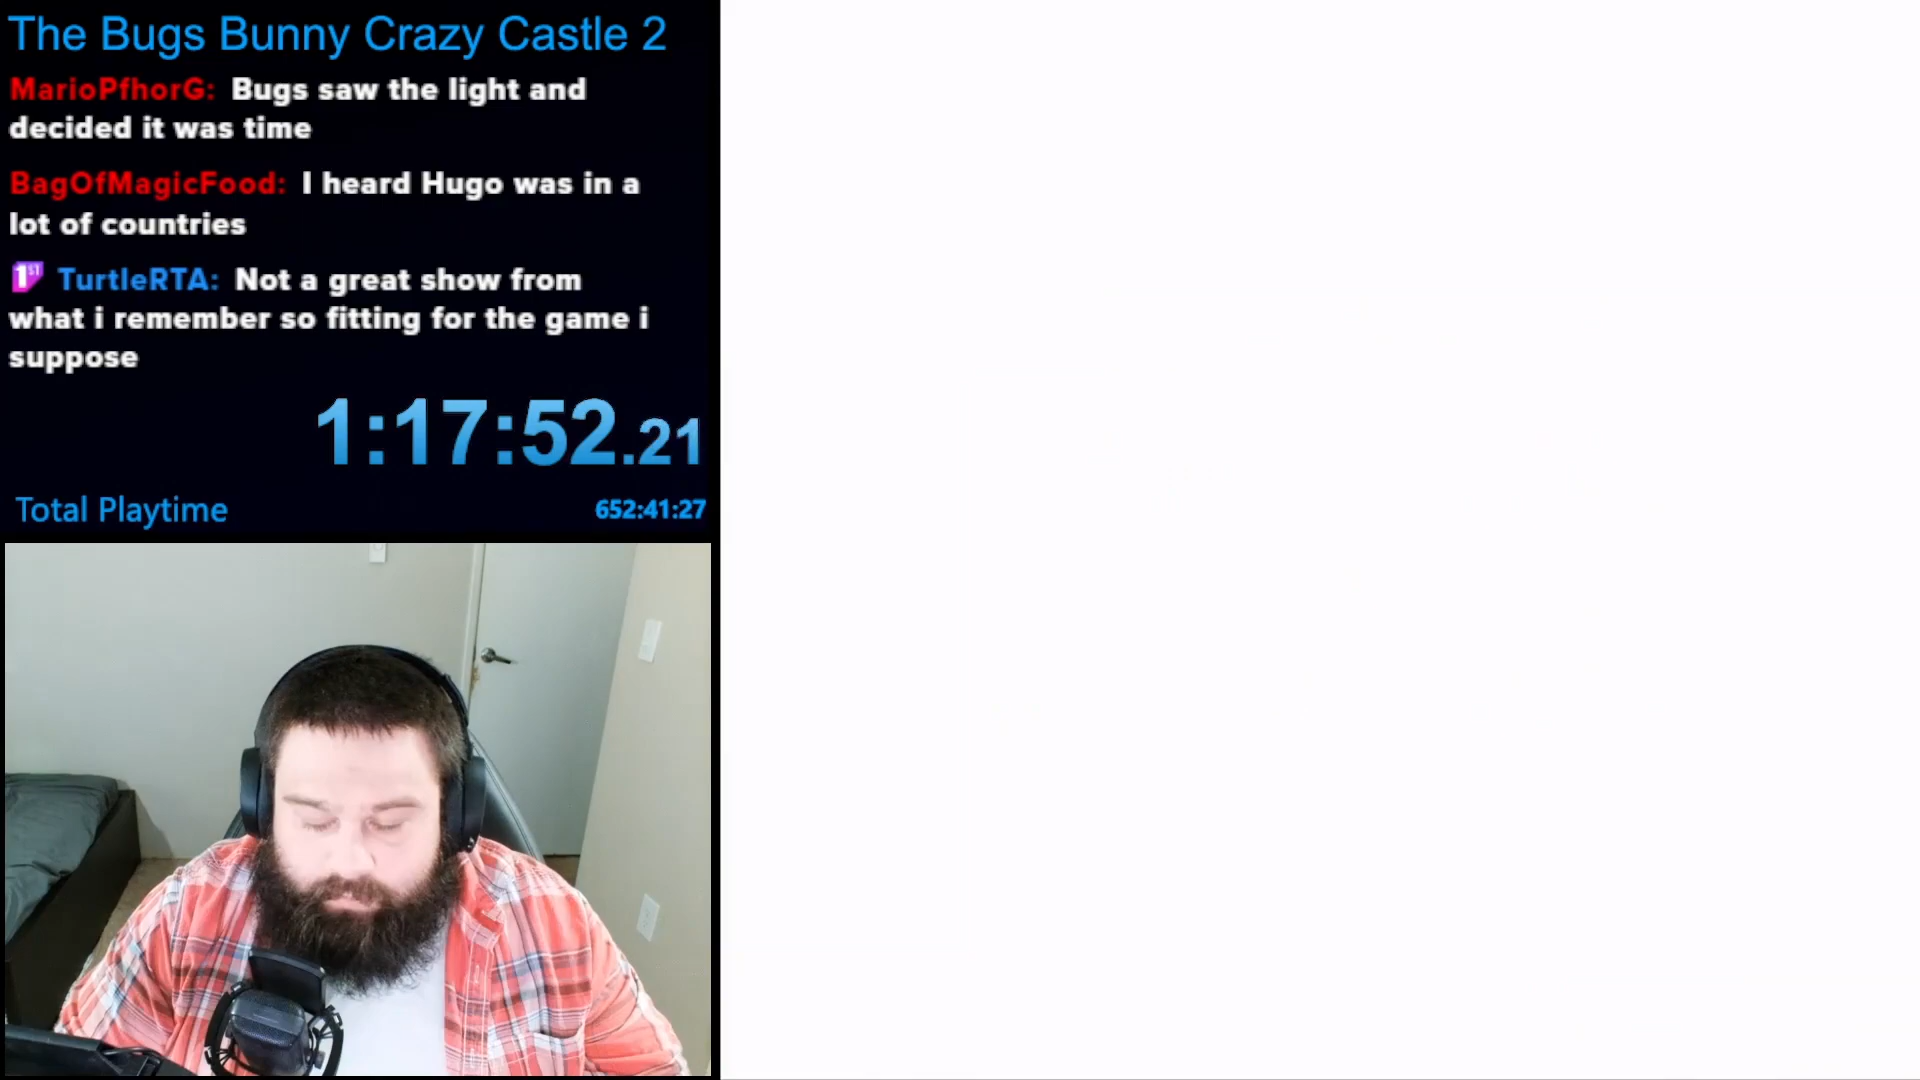 The Bugs Bunny Crazy Castle 2
MarioPfhorG: Bugs saw the light and
decided it was time
BagOfMagicFood: I heard Hugo was in a
lot of countries
1ST TurtleRTA: Not a great show from
what i remember so fitting for the game i
suppose
1:17:52.21
Total Playtime 652:41:27